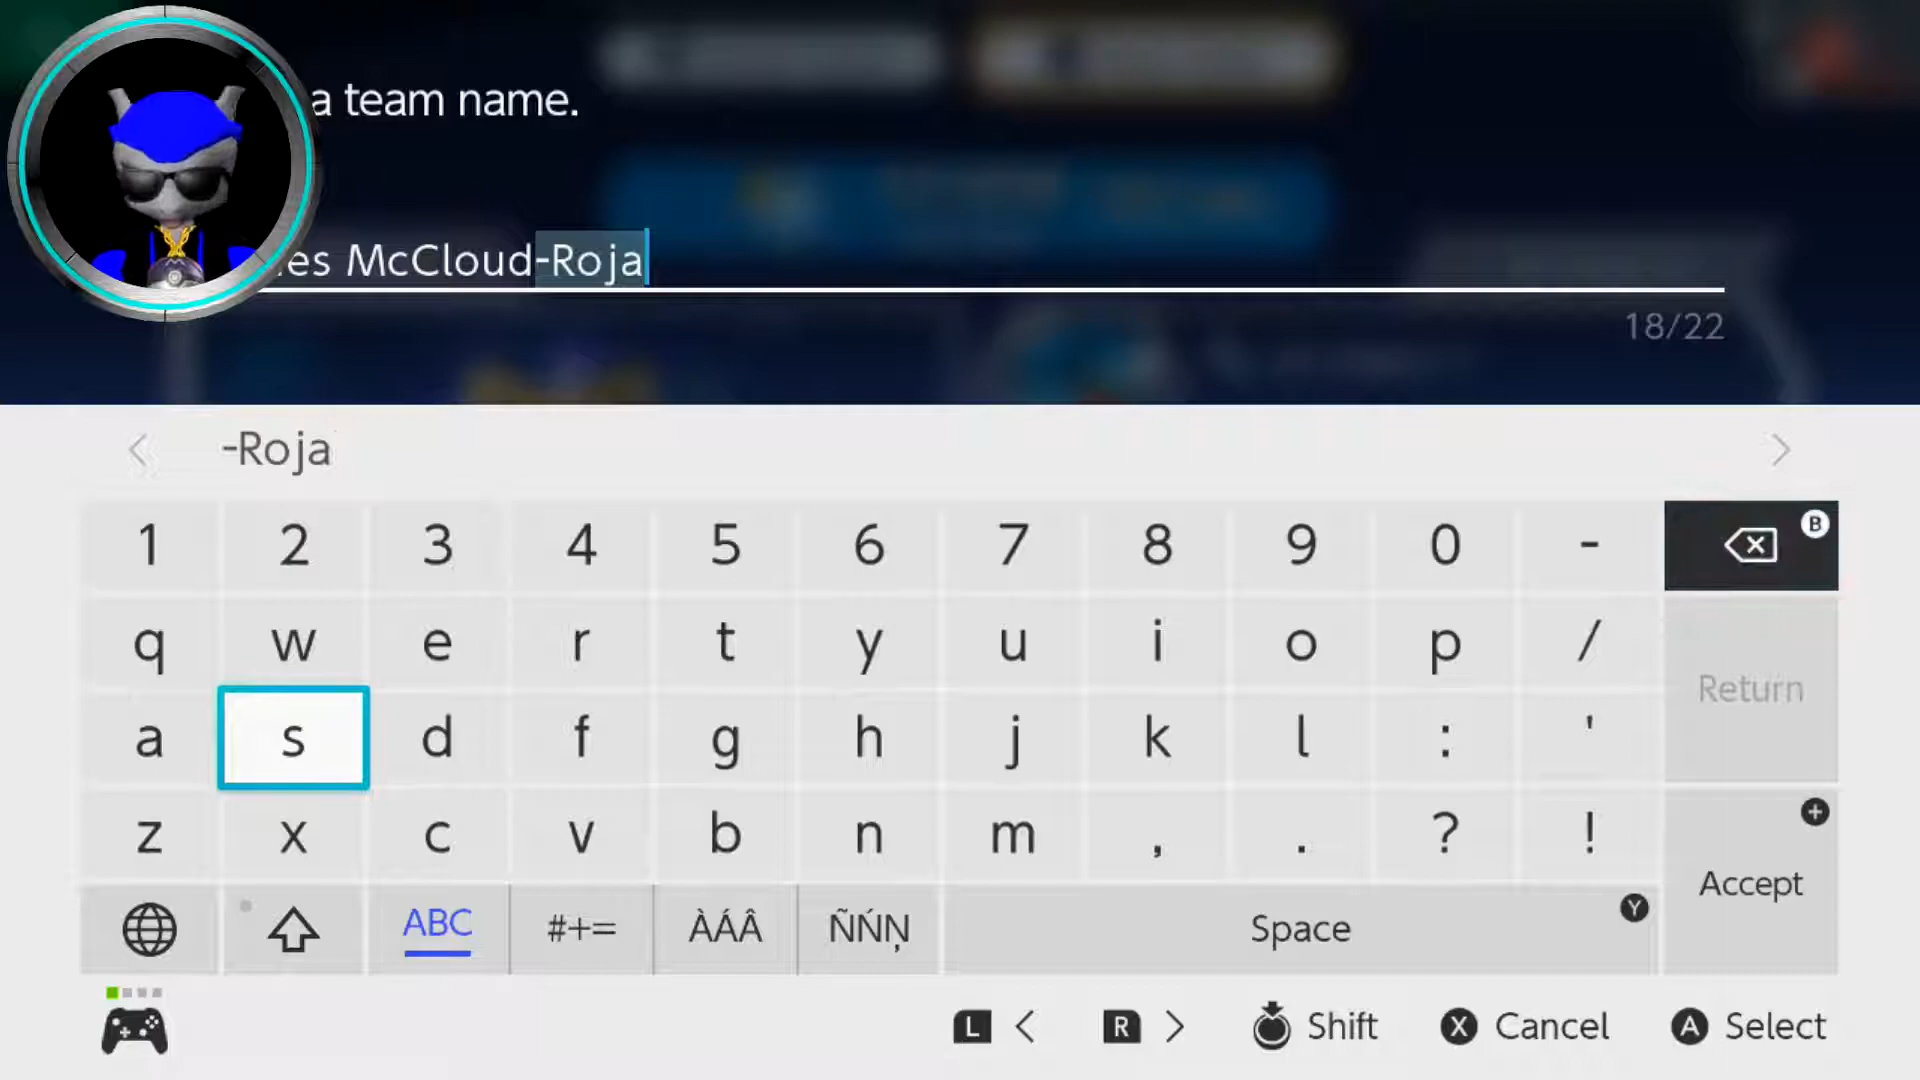 a team name.
es McCloud-Roja
18/22
-Roja
1 2 3 4 5 6 7 8 9 0 - B
q w e r t y u i o p /
Return
a s d f g h j k l : '
z x c v b n m , . ? ! +
Accept
ABC #+= ÀÁÂ ÑŃŅ Space Y
L < R > Shift X Cancel A Select